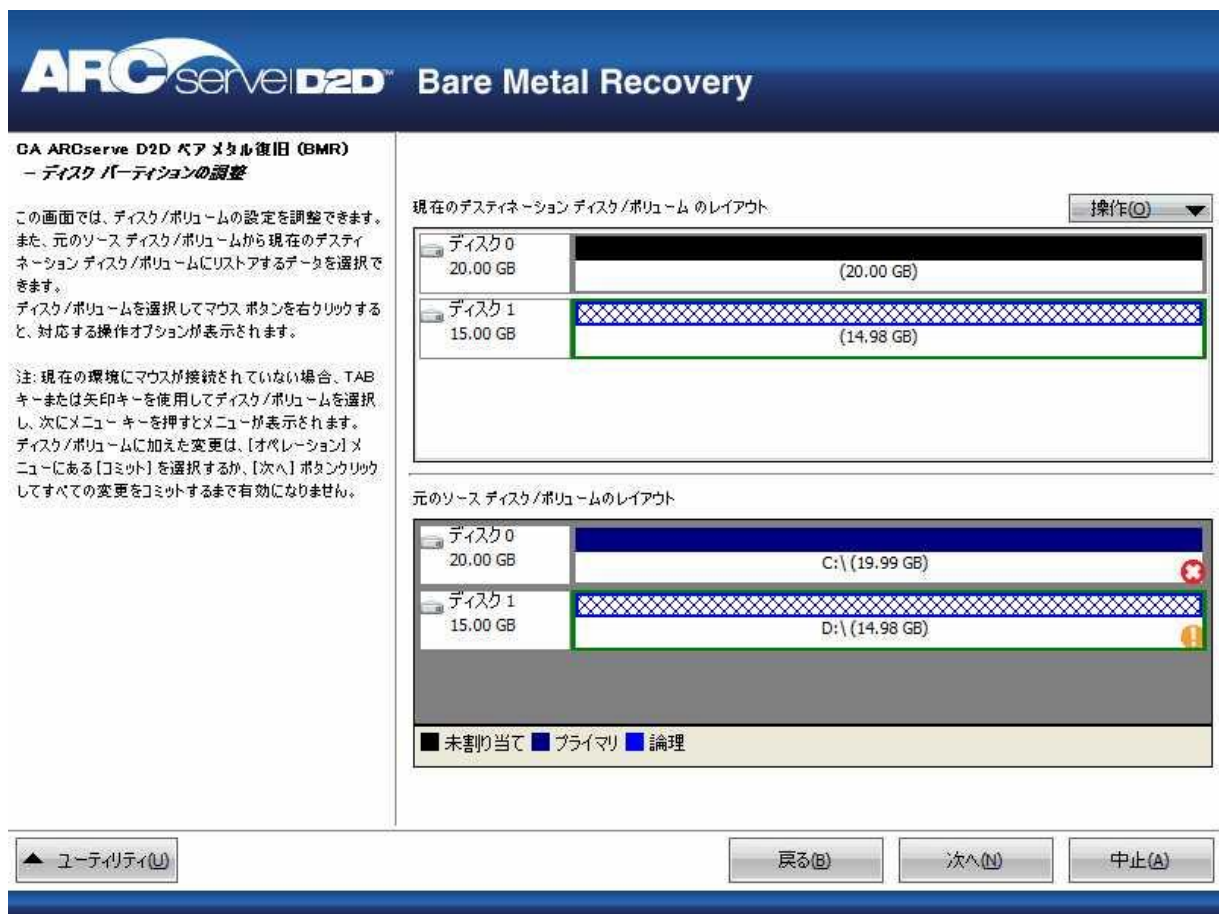 ARCserve D2D™ Bare Metal Recovery
CA ARCserve D2D ベア メタル復旧 (BMR)
– ディスク パーティションの調整
この画面では、ディスク/ボリュームの設定を調整できます。
また、元のソース ディスク/ボリュームから現在のデスティ
ネーション ディスク/ボリュームにリストアするデータを選択で
きます。
ディスク/ボリュームを選択してマウス ボタンを右クリックする
と、対応する操作オプションが表示されます。
注: 現在の環境にマウスが接続されていない場合、TAB
キーまたは矢印キーを使用してディスク/ボリュームを選択
し、次にメニュー キーを押すとメニューが表示されます。
ディスク/ボリュームに加えた変更は、[オペレーション] メ
ニューにある [コミット] を選択するか、[次へ] ボタンクリック
してすべての変更をコミットするまで有効になりません。
現在のデスティネーション ディスク/ボリューム のレイアウト
操作(O)
ディスク 0
20.00 GB
(20.00 GB)
ディスク 1
15.00 GB
(14.98 GB)
元のソース ディスク/ボリュームのレイアウト
ディスク 0
20.00 GB
C:\ (19.99 GB)
ディスク 1
15.00 GB
D:\ (14.98 GB)
未割り当て プライマリ 論理
ユーティリティ(U)
戻る(B)
次へ(N)
中止(A)